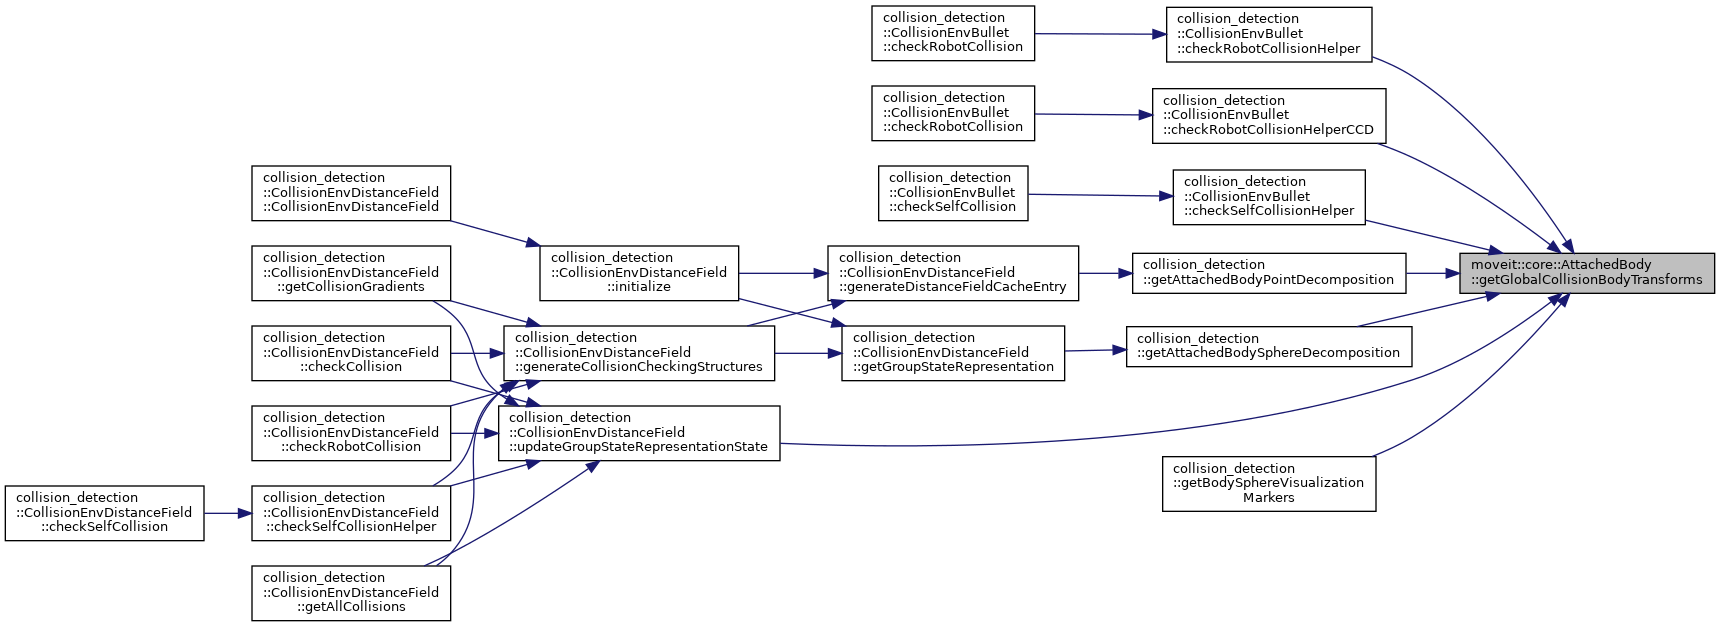 collision_detection
::CollisionEnvBullet
::checkRobotCollision
collision_detection
::CollisionEnvBullet
::checkRobotCollisionHelper
collision_detection
::CollisionEnvBullet
::checkRobotCollision
collision_detection
::CollisionEnvBullet
::checkRobotCollisionHelperCCD
collision_detection
::CollisionEnvDistanceField
::CollisionEnvDistanceField
collision_detection
::CollisionEnvBullet
::checkSelfCollision
collision_detection
::CollisionEnvBullet
::checkSelfCollisionHelper
collision_detection
::CollisionEnvDistanceField
::getCollisionGradients
collision_detection
::CollisionEnvDistanceField
::initialize
collision_detection
::CollisionEnvDistanceField
::generateDistanceFieldCacheEntry
collision_detection
::getAttachedBodyPointDecomposition
moveit::core::AttachedBody
::getGlobalCollisionBodyTransforms
collision_detection
::CollisionEnvDistanceField
::checkCollision
collision_detection
::CollisionEnvDistanceField
::generateCollisionCheckingStructures
collision_detection
::CollisionEnvDistanceField
::getGroupStateRepresentation
collision_detection
::getAttachedBodySphereDecomposition
collision_detection
::CollisionEnvDistanceField
::checkRobotCollision
collision_detection
::CollisionEnvDistanceField
::updateGroupStateRepresentationState
collision_detection
::getBodySphereVisualization
Markers
collision_detection
::CollisionEnvDistanceField
::checkSelfCollision
collision_detection
::CollisionEnvDistanceField
::checkSelfCollisionHelper
collision_detection
::CollisionEnvDistanceField
::getAllCollisions